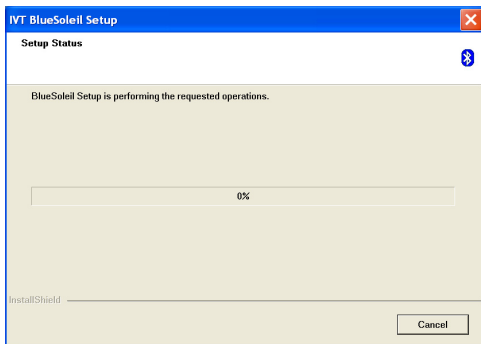 IVT BlueSoleil Setup
Setup Status
BlueSoleil Setup is performing the requested operations.
0%
InstallShield
Cancel